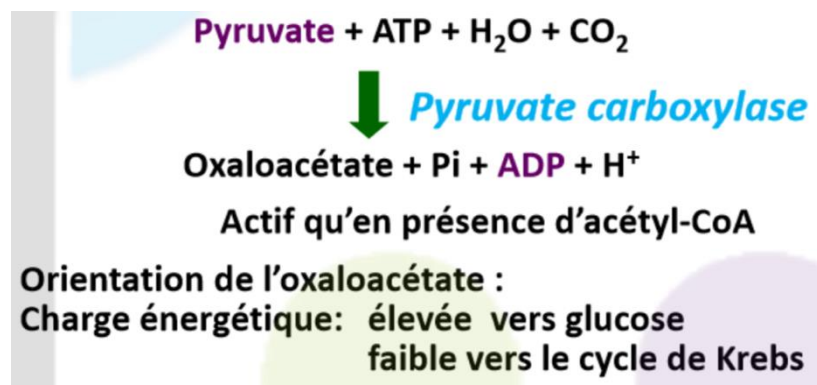 Pyruvate + ATP + H₂O + CO₂
Pyruvate carboxylase
Oxaloacétate + Pi + ADP + H⁺
Actif qu'en présence d'acétyl-CoA
Orientation de l'oxaloacétate :
Charge énergétique: élevée vers glucose
faible vers le cycle de Krebs